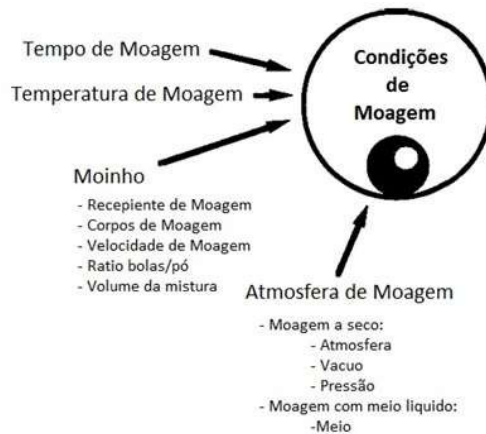 Tempo de Moagem
Temperatura de Moagem
Condições
de
Moagem
Moinho
- Recepiente de Moagem
- Corpos de Moagem
- Velocidade de Moagem
- Ratio bolas/pó
- Volume da mistura
Atmosfera de Moagem
- Moagem a seco:
- Atmosfera
- Vacuo
- Pressão
- Moagem com meio liquido:
-Meio